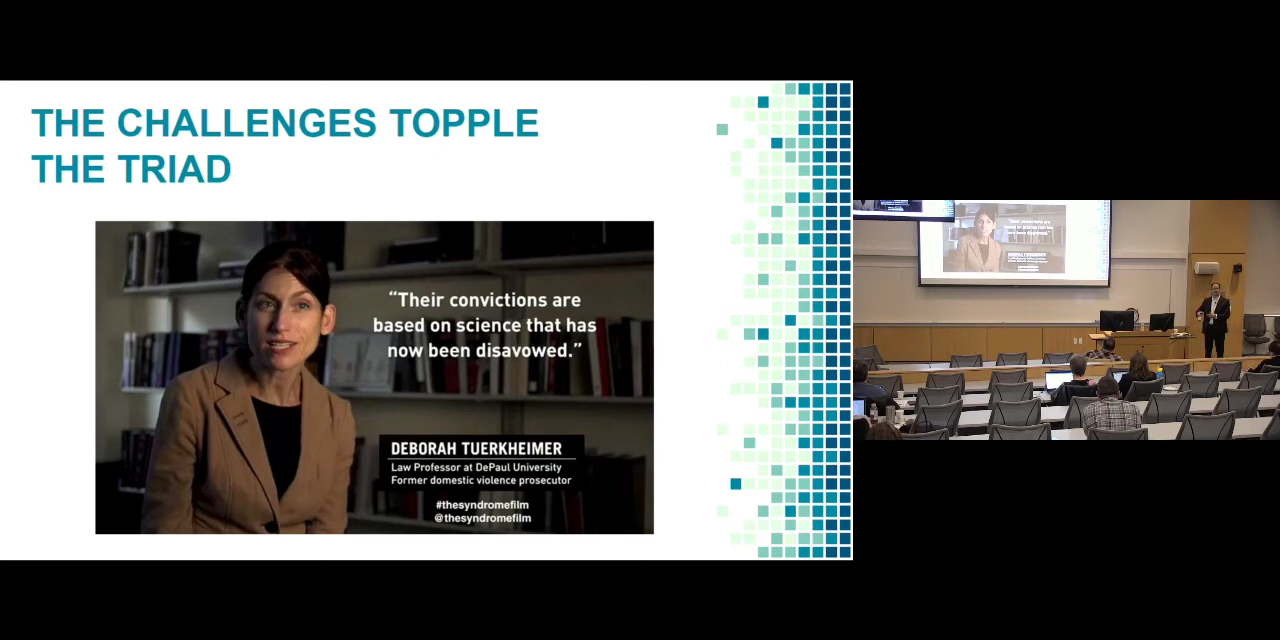 THE CHALLENGES TOPPLE
THE TRIAD
“Their convictions are
based on science that has
now been disavowed.”
DEBORAH TUERKHEIMER
Law Professor at DePaul University
Former domestic violence prosecutor
#thesyndromefilm
@thesyndromefilm